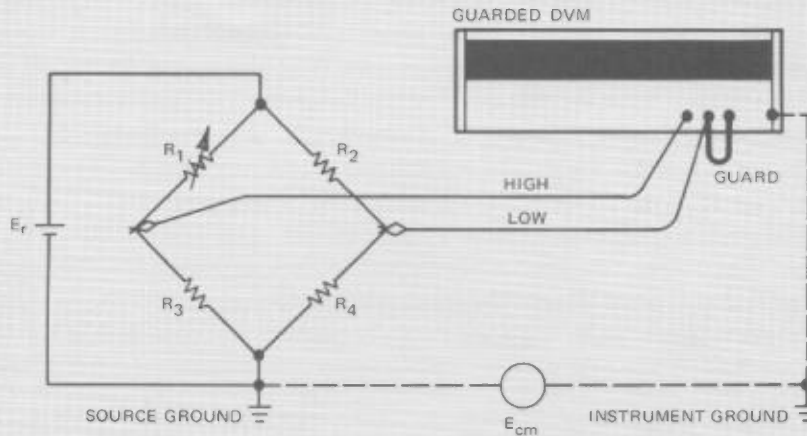 GUARDED DVM
R1
R2
HIGH
GUARD
LOW
Er
R3
R4
SOURCE GROUND
Ecm
INSTRUMENT GROUND